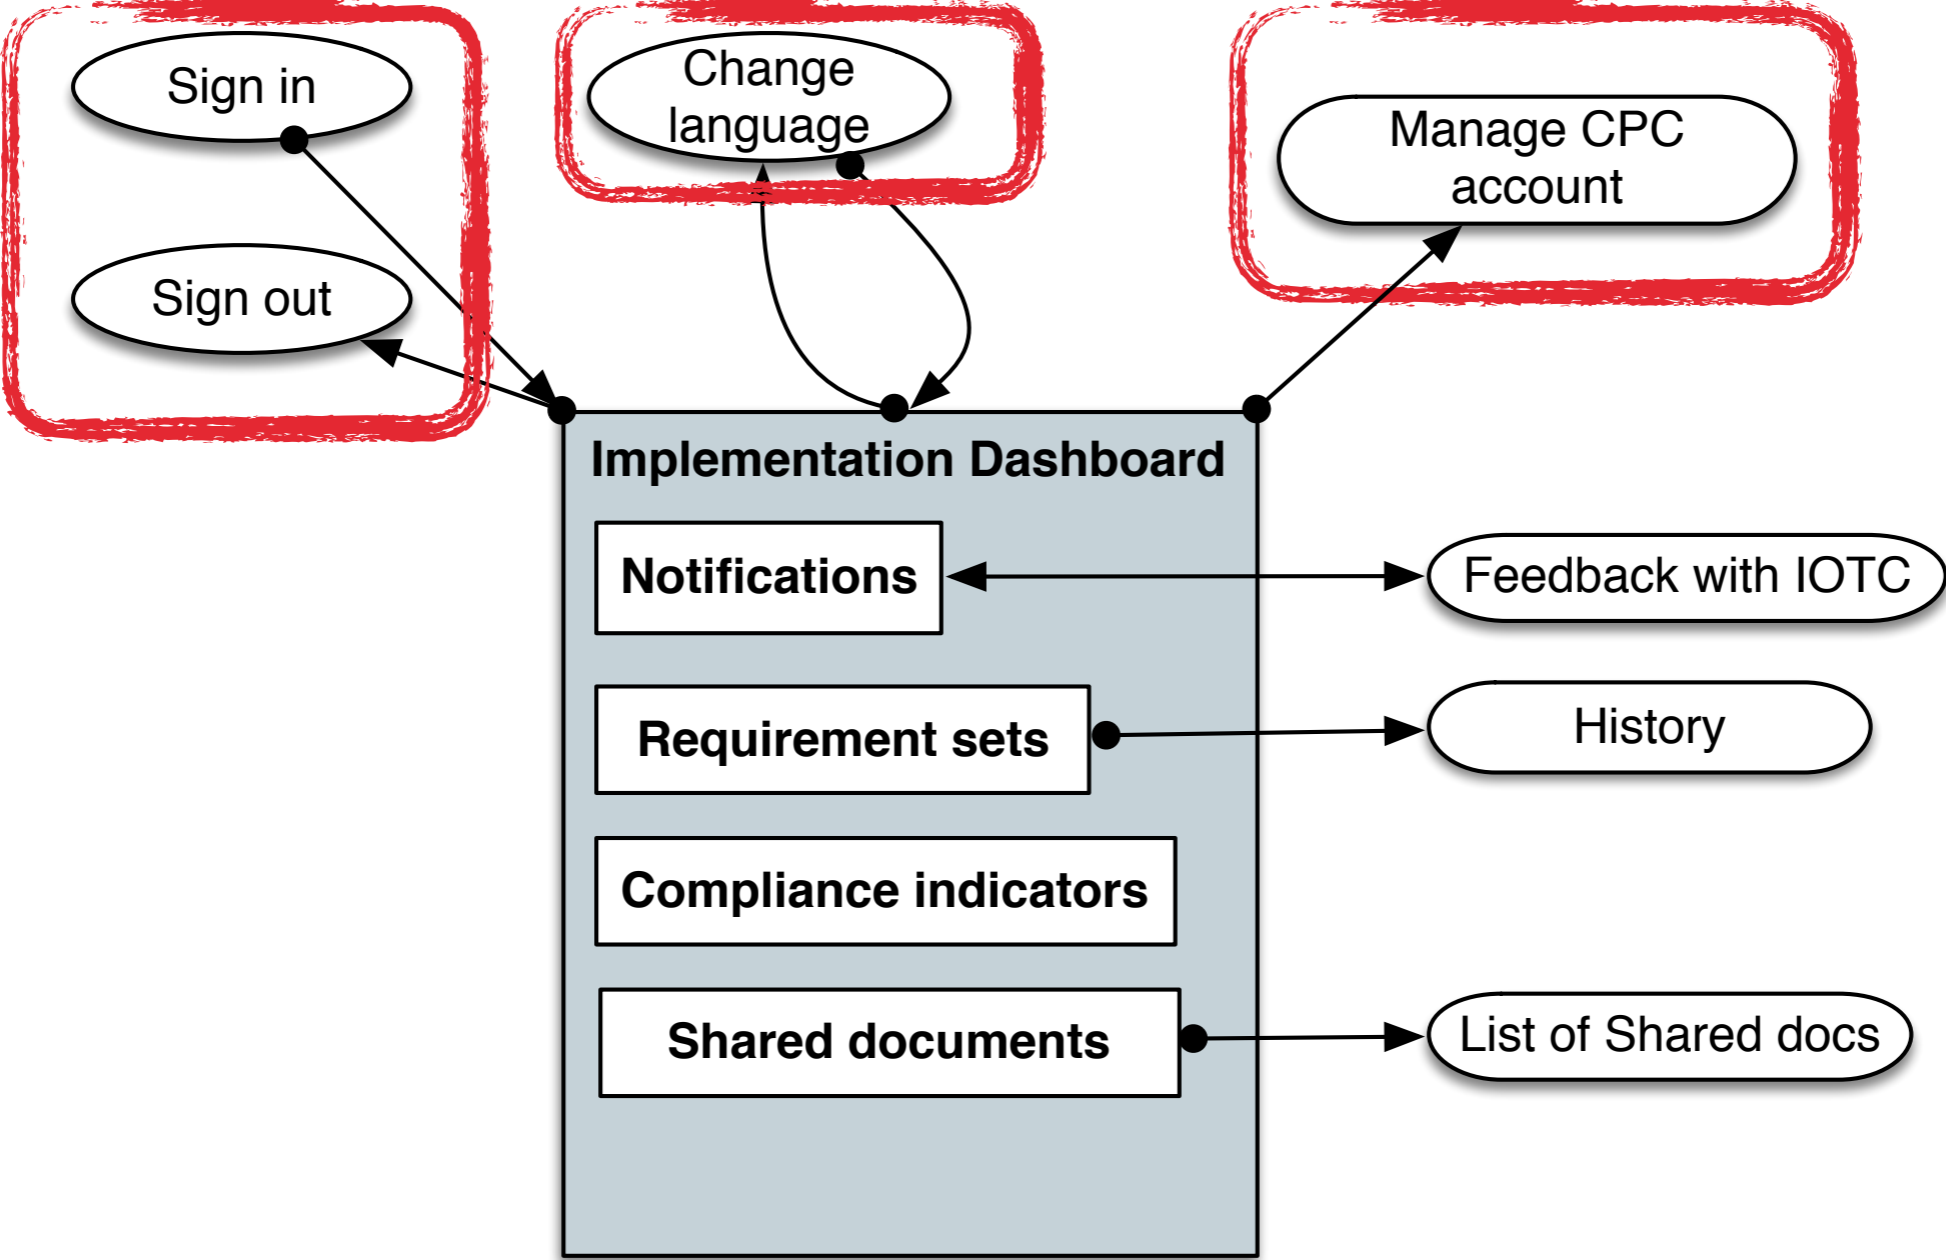 Sign in
Change
language
Manage CPC
account
Sign out
Implementation Dashboard
Notifications
Feedback with IOTC
Requirement sets
History
Compliance indicators
Shared documents
List of Shared docs